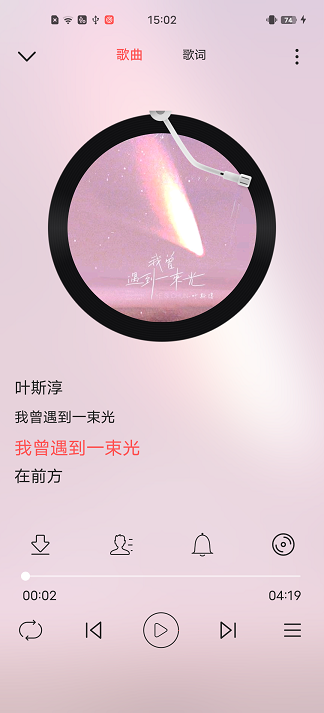 15:02
74
歌曲
歌词
我曾
遇到一束光
叶斯淳
叶斯淳
我曾遇到一束光
我曾遇到一束光
在前方
00:02
04:19